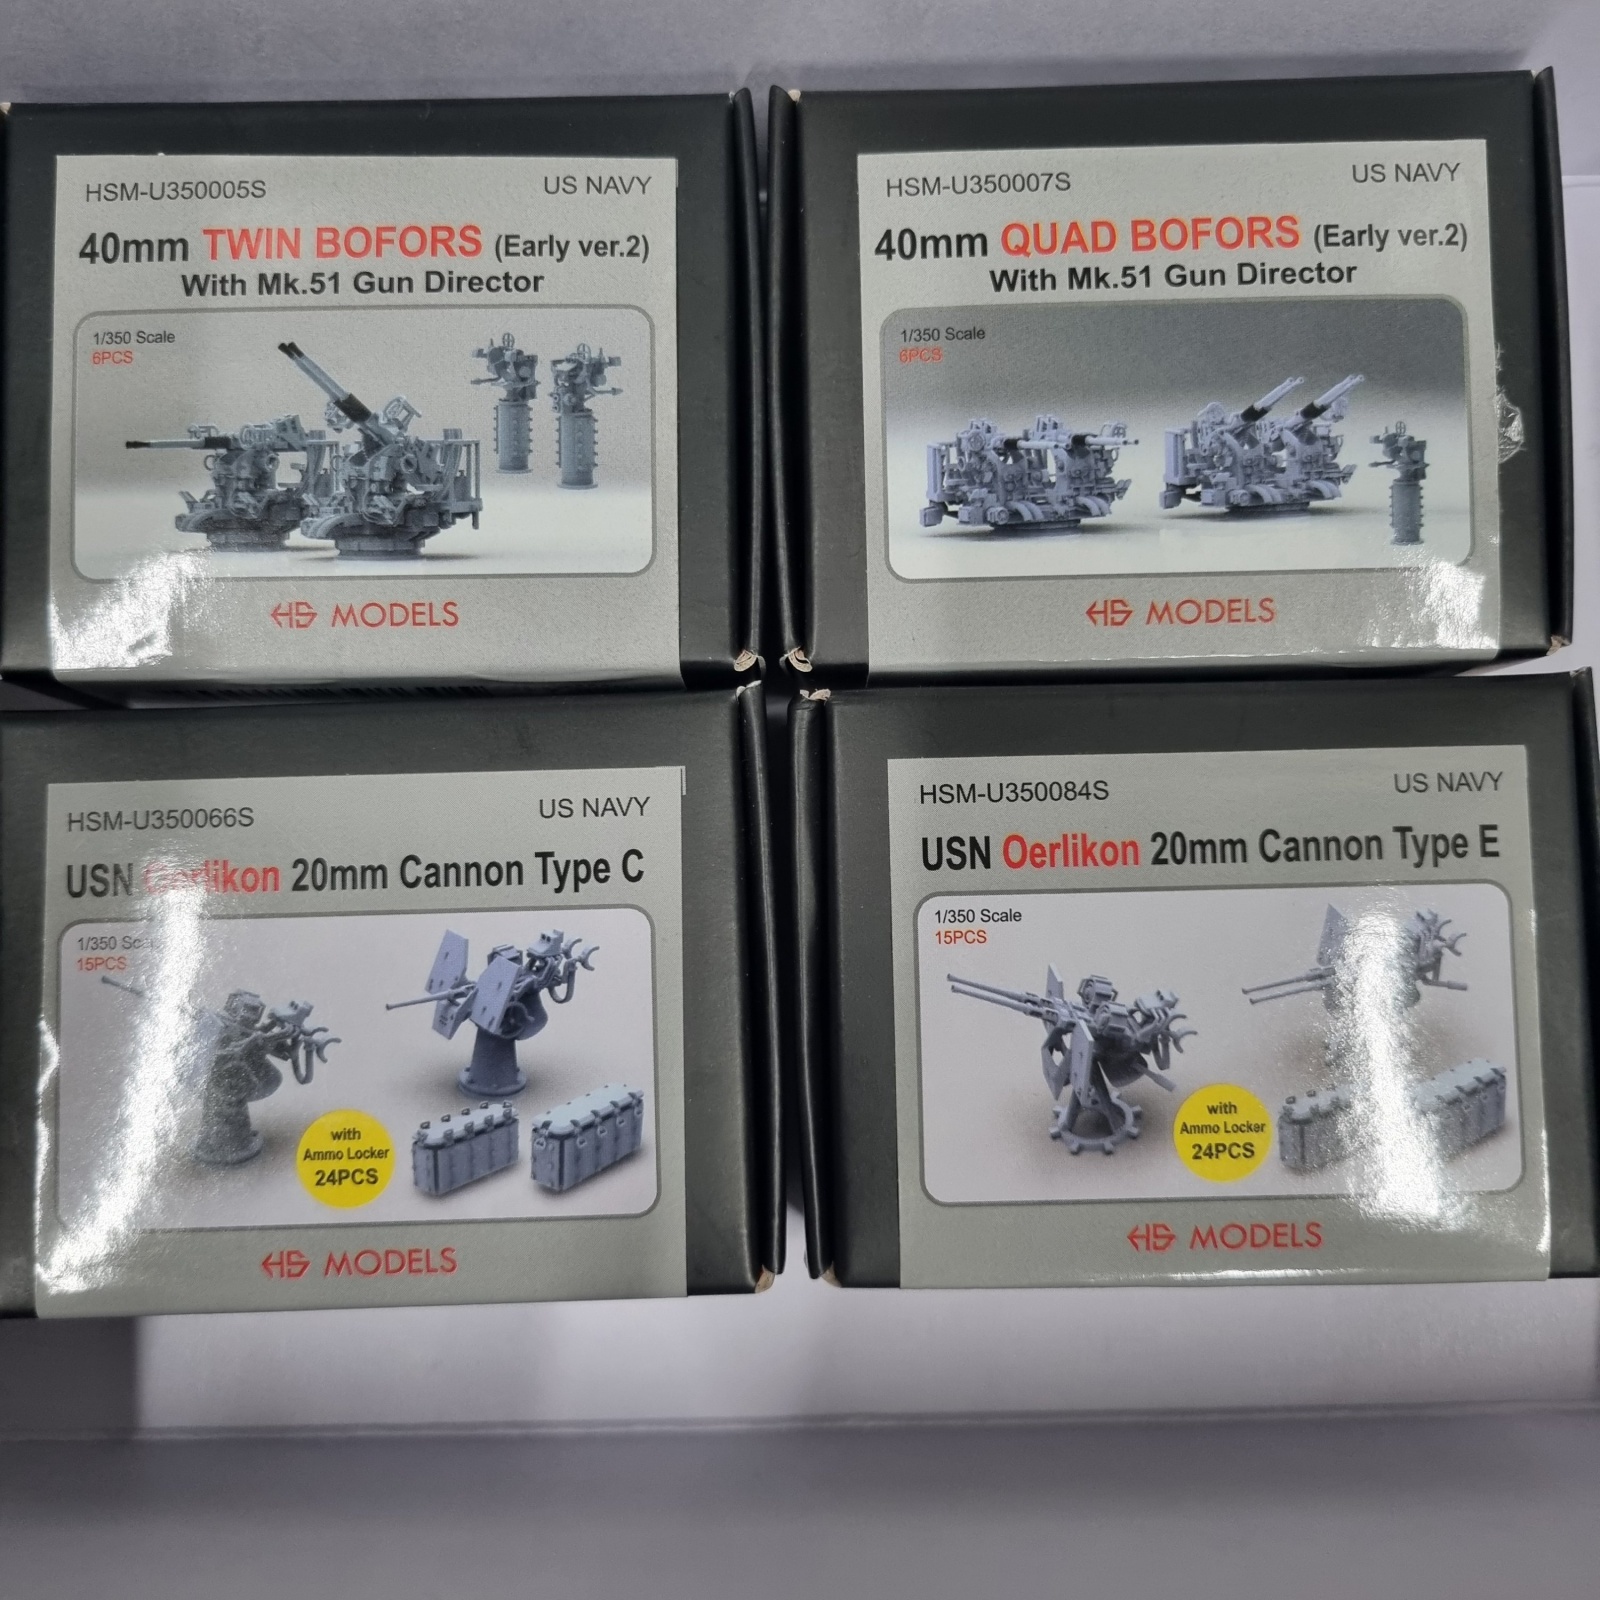 HSM-U350005S US NAVY
40mm TWIN BOFORS (Early ver.2)
With Mk.51 Gun Director
1/350 Scale
6PCS
HS MODELS
HSM-U350007S US NAVY
40mm QUAD BOFORS (Early ver.2)
With Mk.51 Gun Director
1/350 Scale
6PCS
HS MODELS
HSM-U350066S US NAVY
USN Oerlikon 20mm Cannon Type C
1/350 Scale
15PCS
with
Ammo Locker
24PCS
HS MODELS
HSM-U350084S US NAVY
USN Oerlikon 20mm Cannon Type E
1/350 Scale
15PCS
with
Ammo Locker
24PCS
HS MODELS